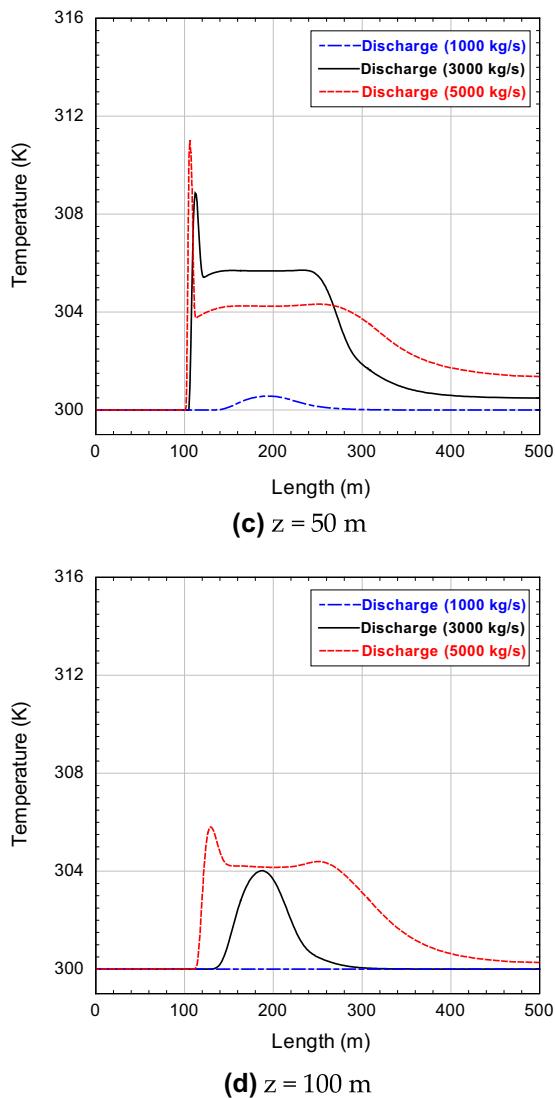 316
312
308
304
300
Temperature (K)
Discharge (1000 kg/s)
Discharge (3000 kg/s)
Discharge (5000 kg/s)
0 100 200 300 400 500
Length (m)
(c) z = 50 m
316
312
308
304
300
Temperature (K)
Discharge (1000 kg/s)
Discharge (3000 kg/s)
Discharge (5000 kg/s)
0 100 200 300 400 500
Length (m)
(d) z = 100 m